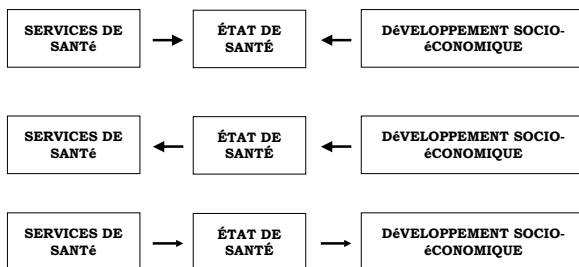 SERVICES DE
SANTé
ÉTAT DE
SANTÉ
DéVELOPPEMENT SOCIO-
éCONOMIQUE
SERVICES DE
SANTé
ÉTAT DE
SANTÉ
DéVELOPPEMENT SOCIO-
éCONOMIQUE
SERVICES DE
SANTé
ÉTAT DE
SANTÉ
DéVELOPPEMENT SOCIO-
éCONOMIQUE